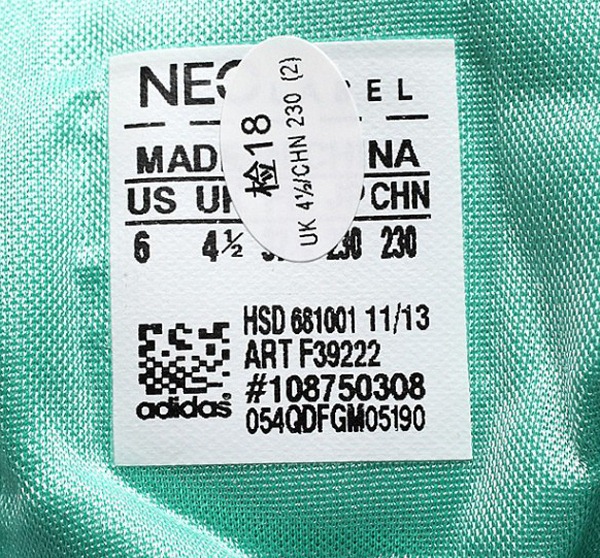 NEO
EL
检18
UK 4½/CHN 230 (2)
MAD NA
US CHN
6 4½ 230 230
HSD 681001 11/13
ART F39222
#108750308
adidas
054QDFGM05190